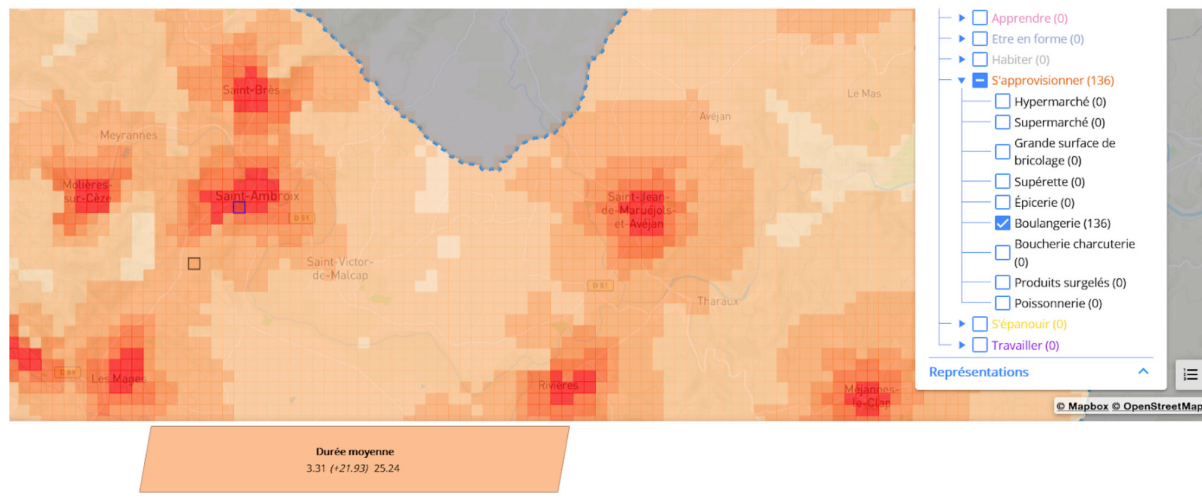 Apprendre (0)
Etre en forme (0)
Habiter (0)
S'approvisionner (136)
Hypermarché (0)
Supermarché (0)
Grande surface de
bricolage (0)
Supérette (0)
Épicerie (0)
Boulangerie (136)
Boucherie charcuterie
(0)
Produits surgelés (0)
Poissonnerie (0)
S'épanouir (0)
Travailler (0)
Représentations
Saint-Brès
Meyrannes
Molières-
sur-Cèze
Saint-Ambroix
D 51
Saint-Victor-
de-Malcap
Les Mages
Avéjan
Le Mas
Saint-Jean-
de-Maruéjols-
et-Avéjan
D 51
Tharaux
Rivières
Méjannes-
le-Clap
© Mapbox © OpenStreetMap
Durée moyenne
3.31 (+21.93) 25.24